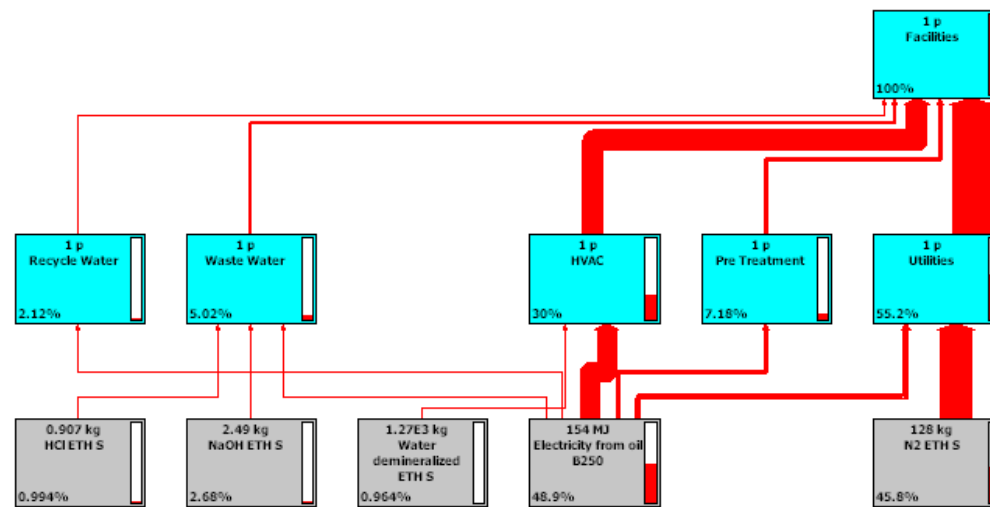 1 p
Facilities
100%
1 p
Recycle Water
2.12%
1 p
Waste Water
5.02%
1 p
HVAC
30%
1 p
Pre Treatment
7.18%
1 p
Utilities
55.2%
0.907 kg
HCl ETH S
0.994%
2.49 kg
NaOH ETH S
2.68%
1.27E3 kg
Water
demineralized
ETH S
0.964%
154 MJ
Electricity from oil
B250
48.9%
128 kg
N2 ETH S
45.8%